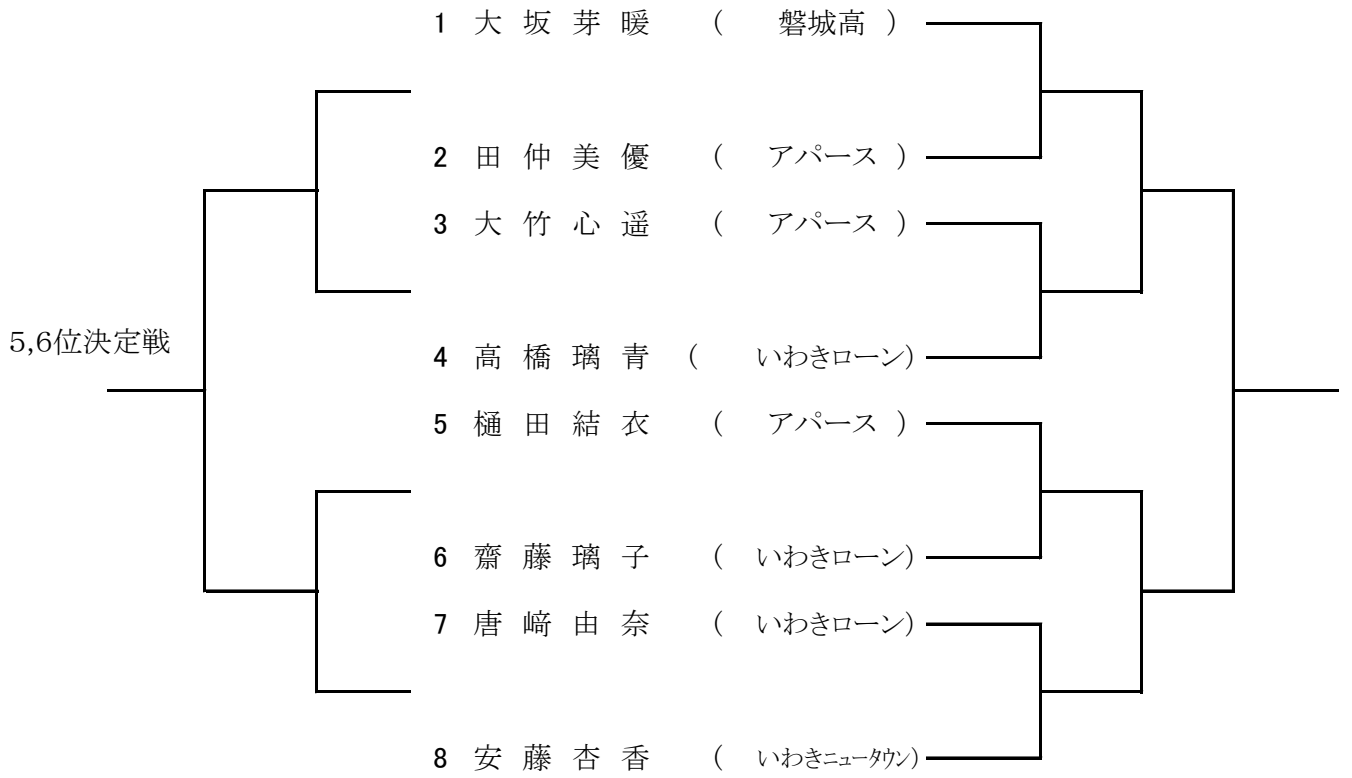 1 大坂芽暖 ( 磐城高 )
2 田仲美優 ( アパース )
3 大竹心遥 ( アパース )
5,6位決定戦
4 高橋璃青 ( いわきローン)
5 樋田結衣 ( アパース )
6 齋藤璃子 ( いわきローン)
7 唐﨑由奈 ( いわきローン)
8 安藤杏香 ( いわきニュータウン)